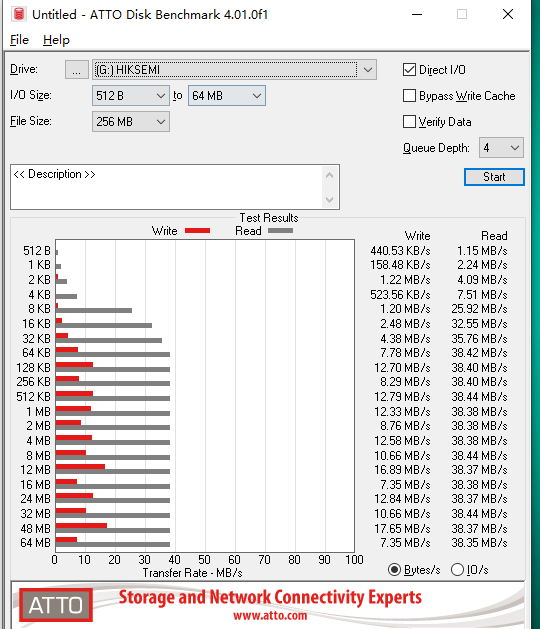 Untitled - ATTO Disk Benchmark 4.01.0f1
File Help
Drive: ... (G:) HIKSEMI Direct I/O
I/O Size: 512 B to 64 MB Bypass Write Cache
File Size: 256 MB Verify Data
Queue Depth: 4
<< Description >> Start
Test Results
Write Read Write Read
512 B 440.53 KB/s 1.15 MB/s
1 KB 158.48 KB/s 2.24 MB/s
2 KB 1.22 MB/s 4.09 MB/s
4 KB 523.56 KB/s 7.51 MB/s
8 KB 1.20 MB/s 25.92 MB/s
16 KB 2.48 MB/s 32.55 MB/s
32 KB 4.38 MB/s 35.76 MB/s
64 KB 7.78 MB/s 38.42 MB/s
128 KB 12.70 MB/s 38.40 MB/s
256 KB 8.29 MB/s 38.40 MB/s
512 KB 12.79 MB/s 38.44 MB/s
1 MB 12.33 MB/s 38.38 MB/s
2 MB 8.76 MB/s 38.38 MB/s
4 MB 12.58 MB/s 38.38 MB/s
8 MB 10.66 MB/s 38.44 MB/s
12 MB 16.89 MB/s 38.37 MB/s
16 MB 7.35 MB/s 38.38 MB/s
24 MB 12.84 MB/s 38.37 MB/s
32 MB 10.66 MB/s 38.44 MB/s
48 MB 17.65 MB/s 38.37 MB/s
64 MB 7.35 MB/s 38.35 MB/s
0 10 20 30 40 50 60 70 80 90 100
Transfer Rate - MB/s Bytes/s IO/s
ATTO Storage and Network Connectivity Experts
www.atto.com